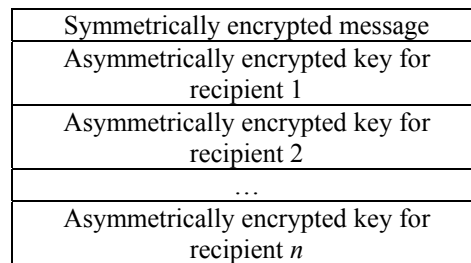 Symmetrically encrypted message
Asymmetrically encrypted key for
recipient 1
Asymmetrically encrypted key for
recipient 2
…
Asymmetrically encrypted key for
recipient n